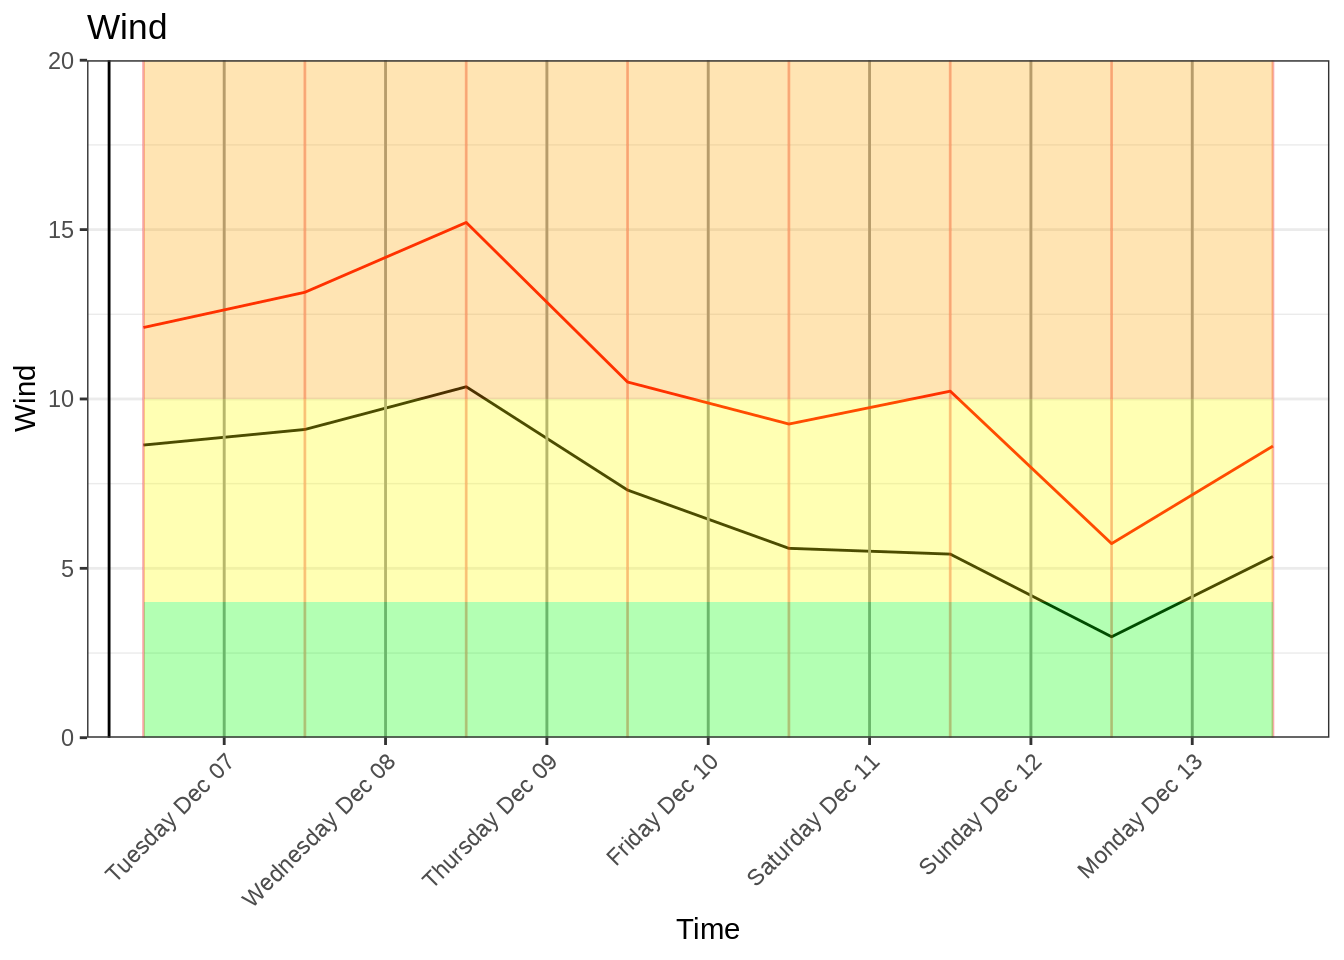 Wind
20
15
10
5
0
Wind
Tuesday Dec 07
Wednesday Dec 08
Thursday Dec 09
Friday Dec 10
Saturday Dec 11
Sunday Dec 12
Monday Dec 13
Time